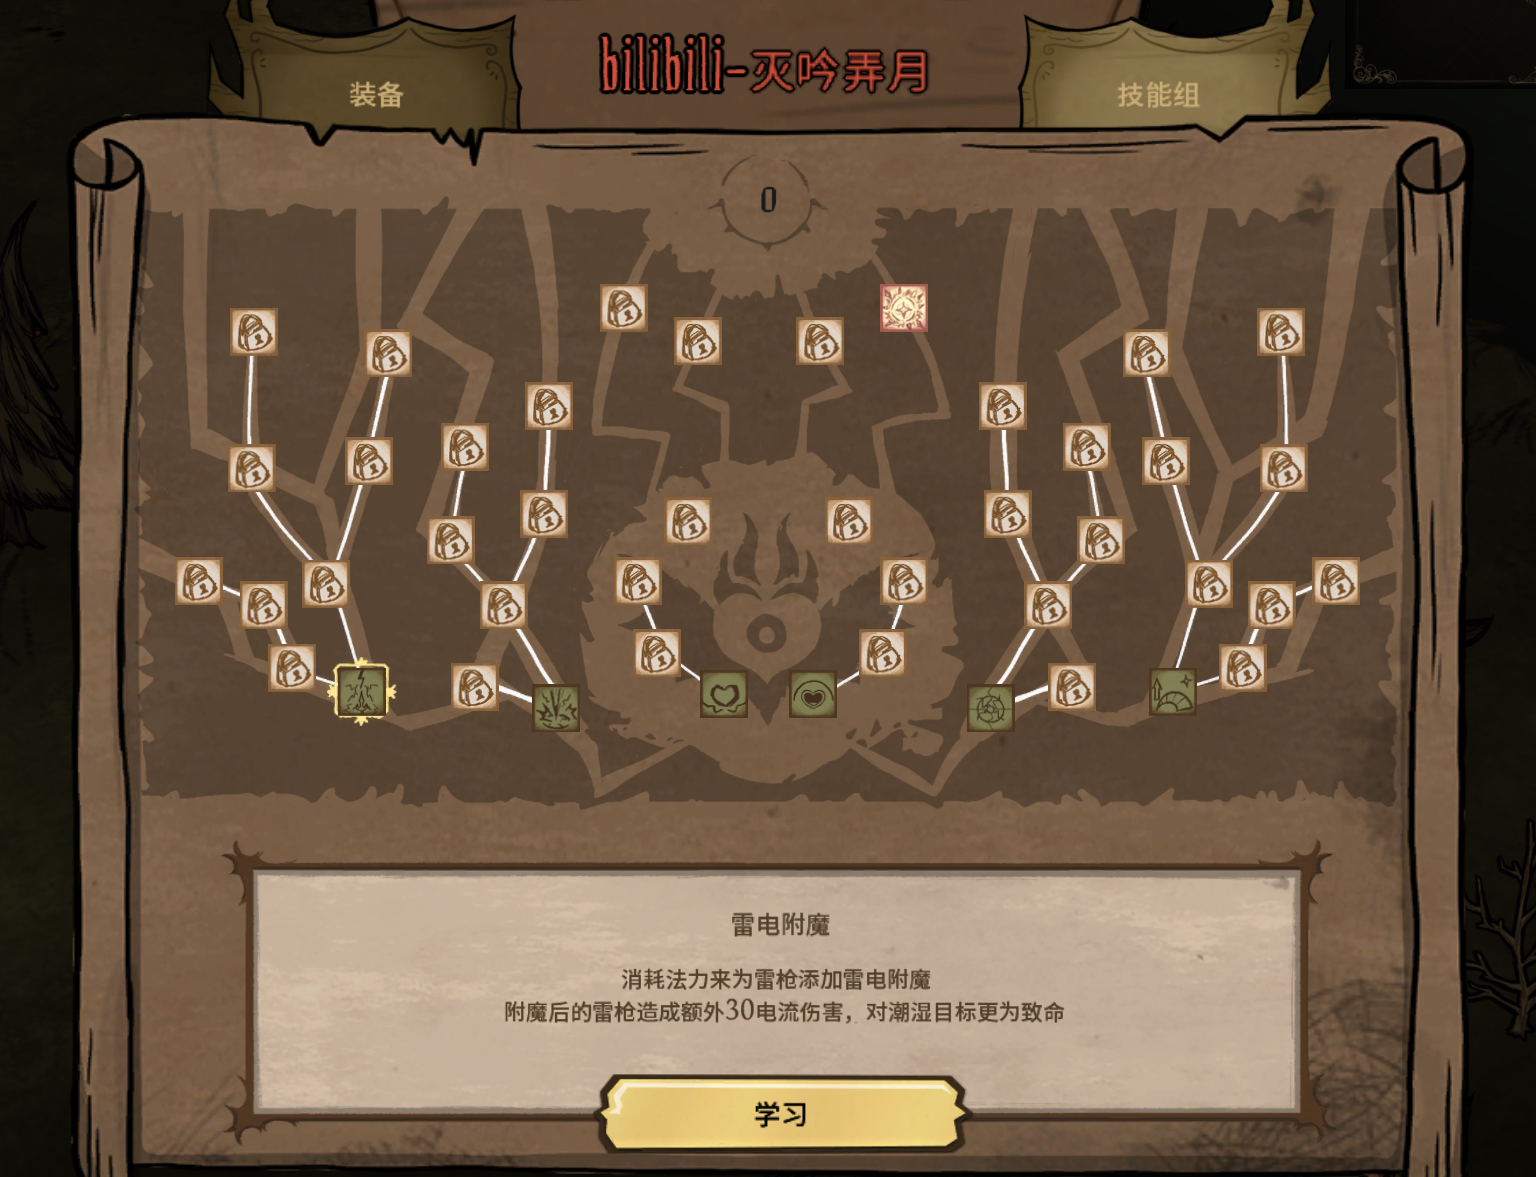 装备
bilibili-灭吟弄月
技能组
0
雷电附魔
消耗法力来为雷枪添加雷电附魔
附魔后的雷枪造成额外30电流伤害，对潮湿目标更为致命
学习